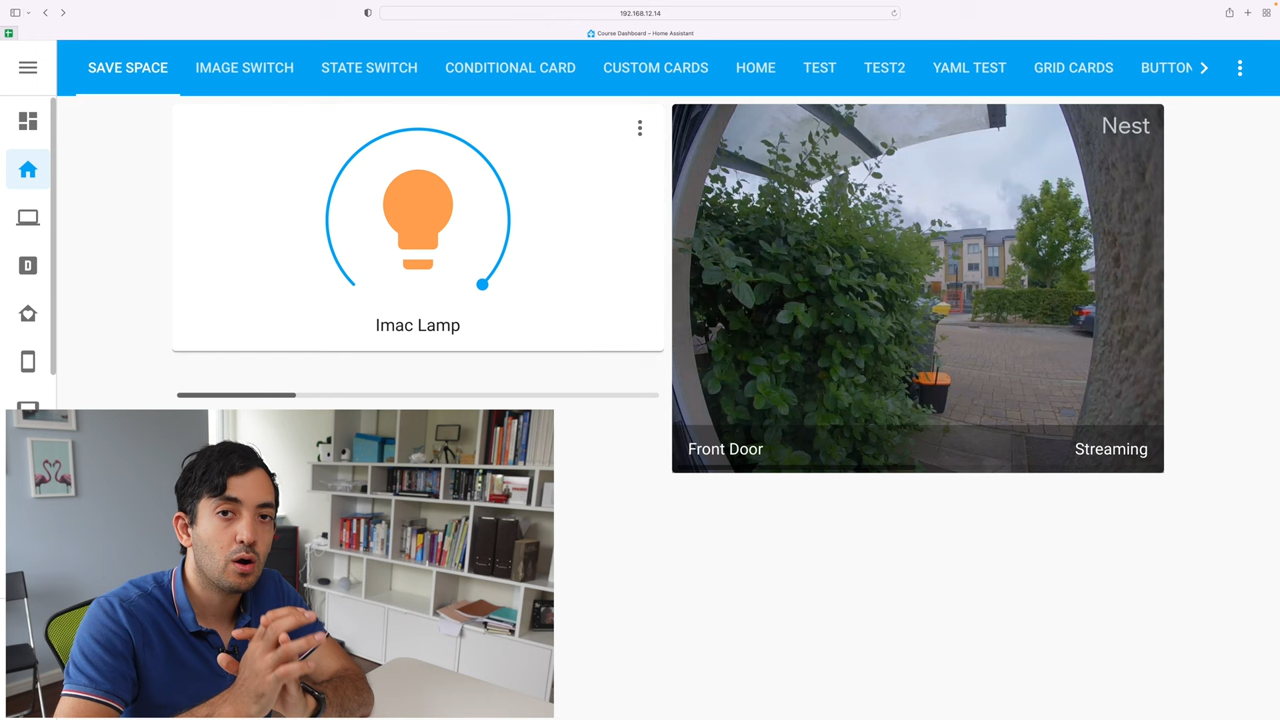 192.168.12.14
Course Dashboard – Home Assistant
SAVE SPACE
IMAGE SWITCH
STATE SWITCH
CONDITIONAL CARD
CUSTOM CARDS
HOME
TEST
TEST2
YAML TEST
GRID CARDS
BUTTON
D
Imac Lamp
Nest
Front Door
Streaming